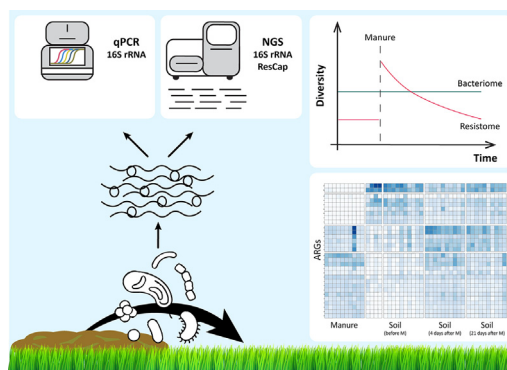 qPCR
16S rRNA
NGS
16S rRNA
ResCap
Manure
Diversity
Bacteriome
Resistome
Time
ARGs
Manure
Soil
(before M)
Soil
(4 days after M)
Soil
(21 days after M)